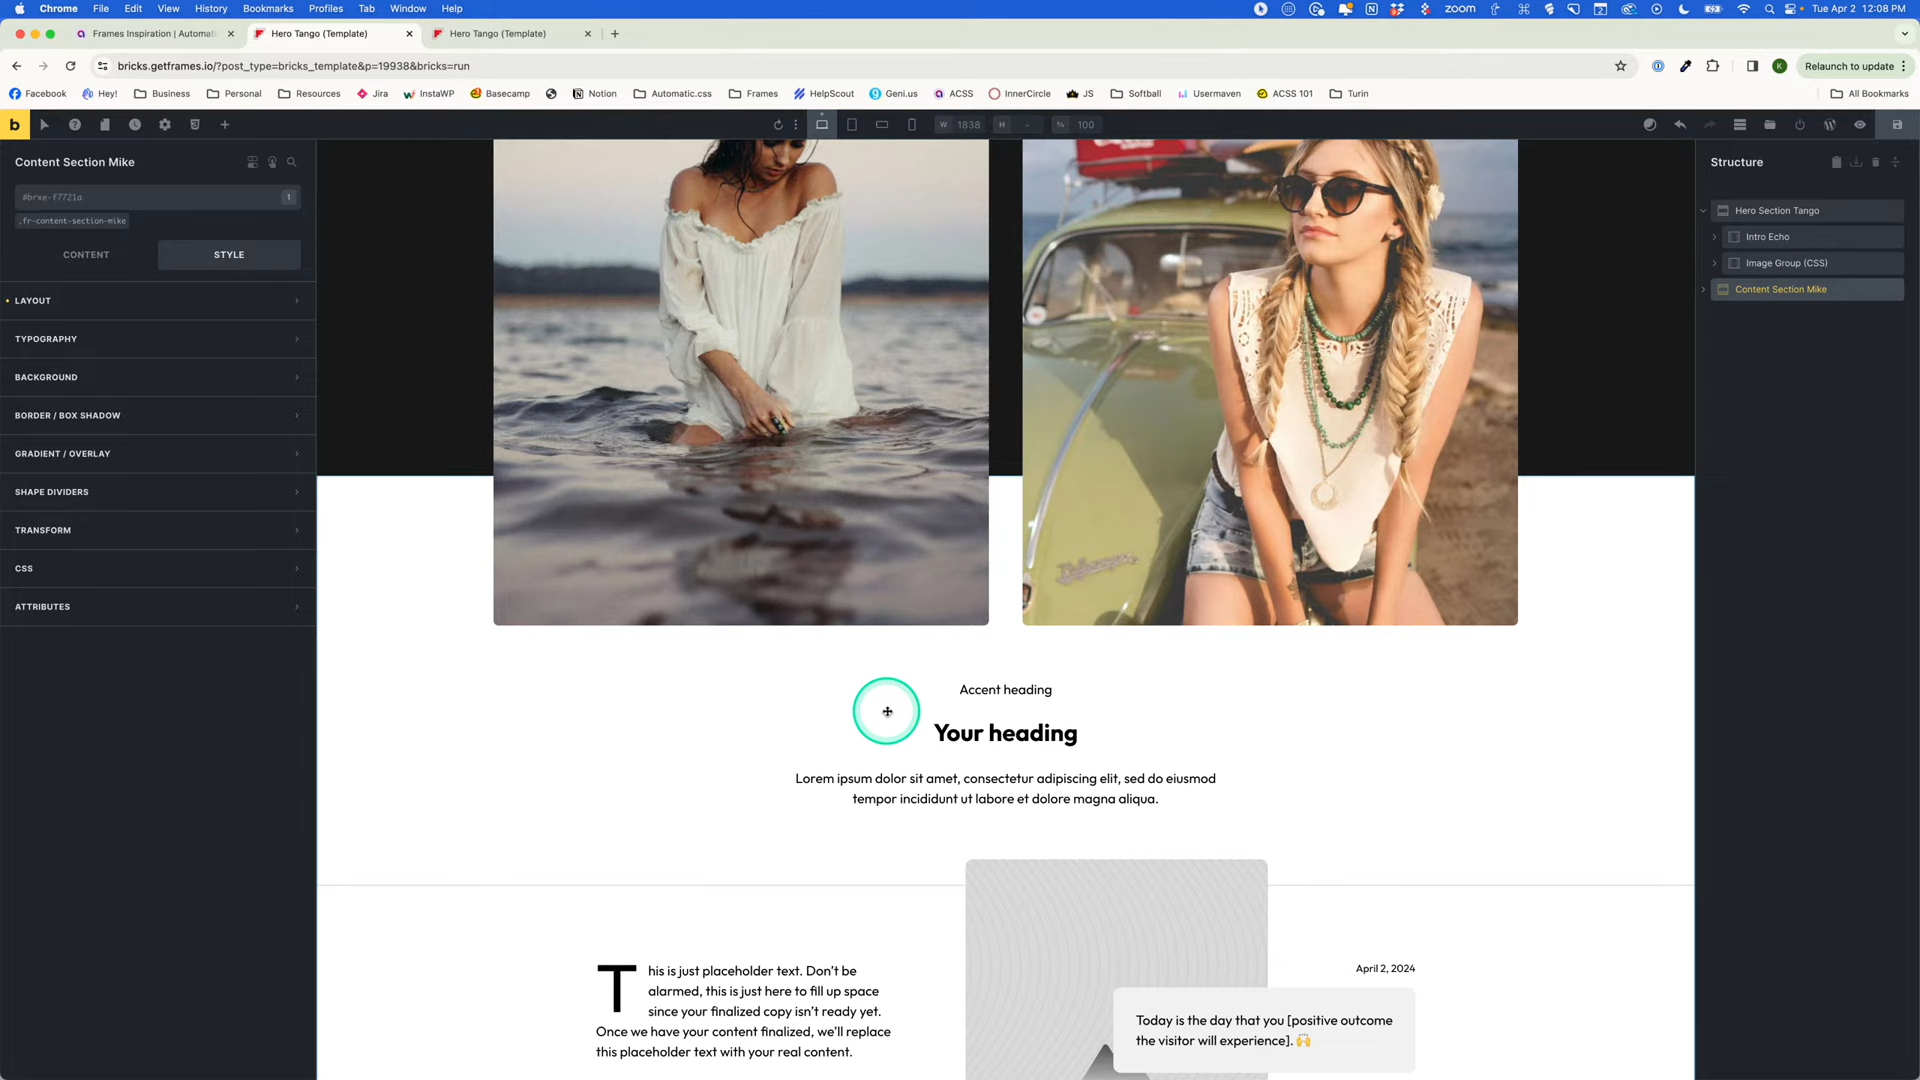 Chrome File Edit View History Bookmarks Profiles Tab Window Help
zoom
Tue Apr 2 12:08 PM
Frames Inspiration | Automati
Hero Tango (Template)
Hero Tango (Template)
bricks.getframes.io/?post_type=bricks_template&p=19938&bricks=run
Relaunch to update
Facebook Hey! Business Personal Resources Jira InstaWP Basecamp Notion Automatic.css Frames HelpScout Geni.us ACSS InnerCircle JS Softball Usermaven ACSS 101 Turin All Bookmarks
b
W 1838 H - % 100
Content Section Mike
#brxe-f7721a 1
.fr-content-section-mike
CONTENT STYLE
LAYOUT
TYPOGRAPHY
BACKGROUND
BORDER / BOX SHADOW
GRADIENT / OVERLAY
SHAPE DIVIDERS
TRANSFORM
CSS
ATTRIBUTES
Accent heading
Your heading
Lorem ipsum dolor sit amet, consectetur adipiscing elit, sed do eiusmod
tempor incididunt ut labore et dolore magna aliqua.
This is just placeholder text. Don't be
alarmed, this is just here to fill up space
since your finalized copy isn't ready yet.
Once we have your content finalized, we'll replace
this placeholder text with your real content.
April 2, 2024
Today is the day that you [positive outcome
the visitor will experience]. 🙌
Structure
Hero Section Tango
Intro Echo
Image Group (CSS)
Content Section Mike